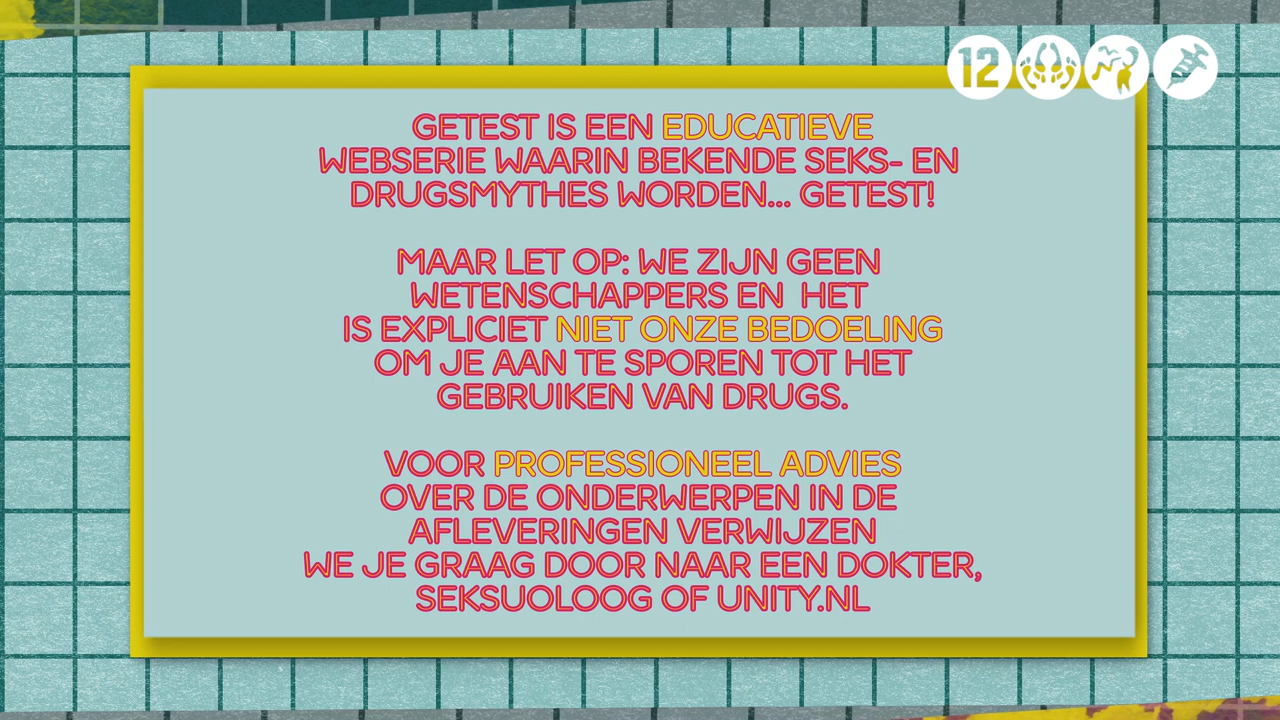 12
GETEST IS EEN EDUCATIEVE
WEBSERIE WAARIN BEKENDE SEKS- EN
DRUGSMYTHES WORDEN... GETEST!
MAAR LET OP: WE ZIJN GEEN
WETENSCHAPPERS EN HET
IS EXPLICIET NIET ONZE BEDOELING
OM JE AAN TE SPOREN TOT HET
GEBRUIKEN VAN DRUGS.
VOOR PROFESSIONEEL ADVIES
OVER DE ONDERWERPEN IN DE
AFLEVERINGEN VERWIJZEN
WE JE GRAAG DOOR NAAR EEN DOKTER,
SEKSUOLOOG OF UNITY.NL